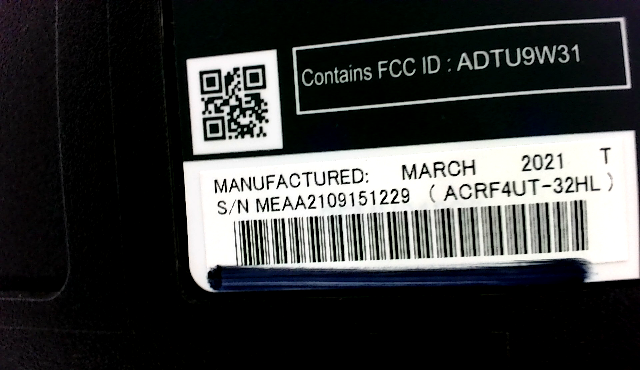 Contains FCC ID : ADTU9W31
MANUFACTURED: MARCH 2021 T
S/N MEAA2109151229 ( ACRF4UT-32HL )